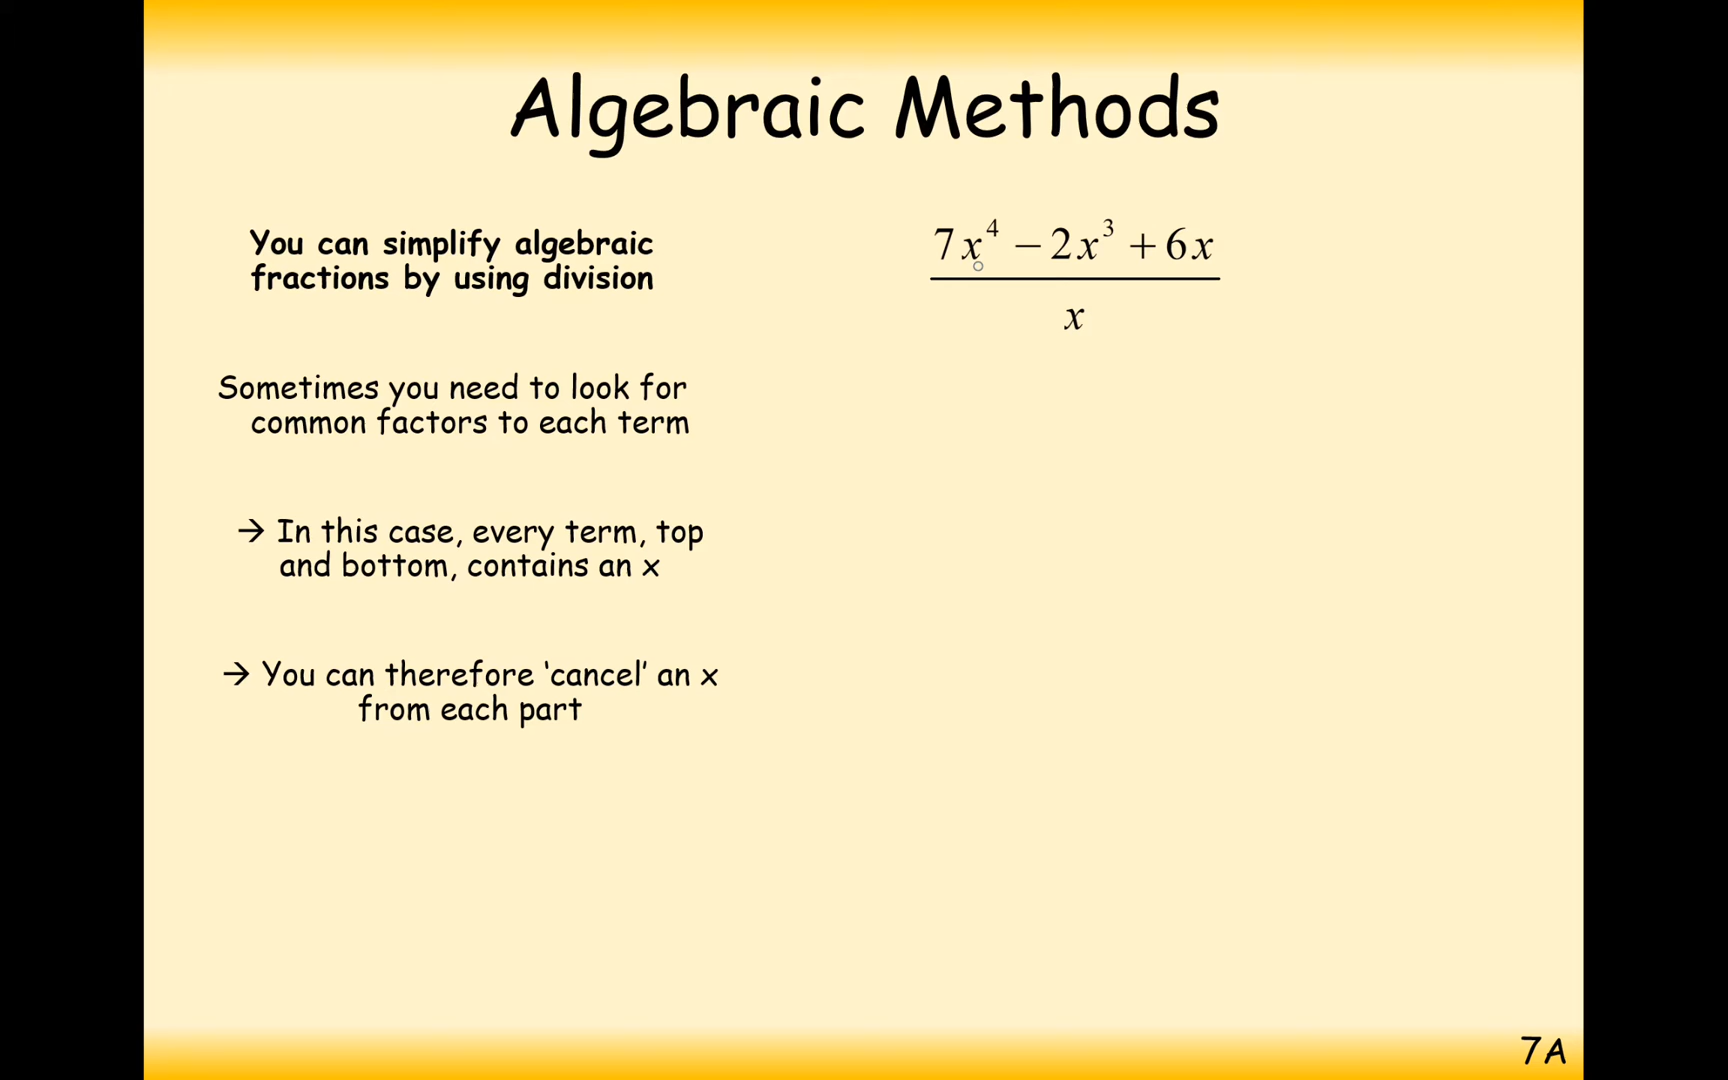 Algebraic Methods
You can simplify algebraic
fractions by using division
Sometimes you need to look for
common factors to each term
→ In this case, every term, top
and bottom, contains an x
→ You can therefore ‘cancel’ an x
from each part
7x⁴ − 2x³ + 6x
x
7A